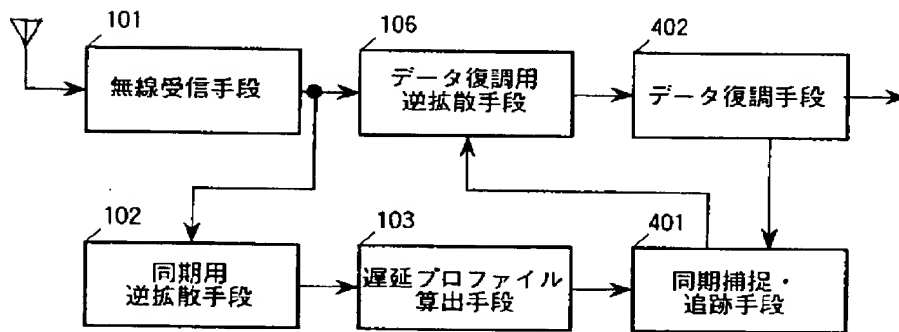 101
無線受信手段
106
データ復調用
逆拡散手段
402
データ復調手段
102
同期用
逆拡散手段
103
遅延プロファイル
算出手段
401
同期捕捉・
追跡手段